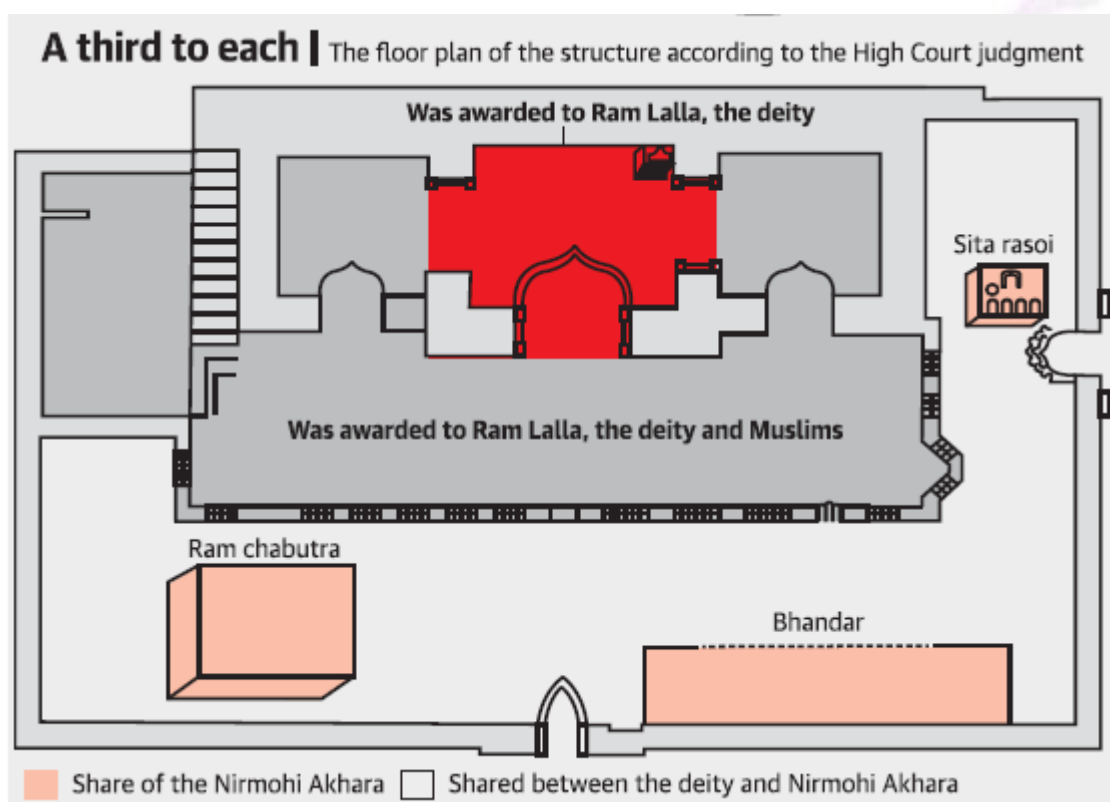 A third to each | The floor plan of the structure according to the High Court judgment
Was awarded to Ram Lalla, the deity
Sita rasoi
Was awarded to Ram Lalla, the deity and Muslims
Ram chabutra
Bhandar
Share of the Nirmohi Akhara
Shared between the deity and Nirmohi Akhara